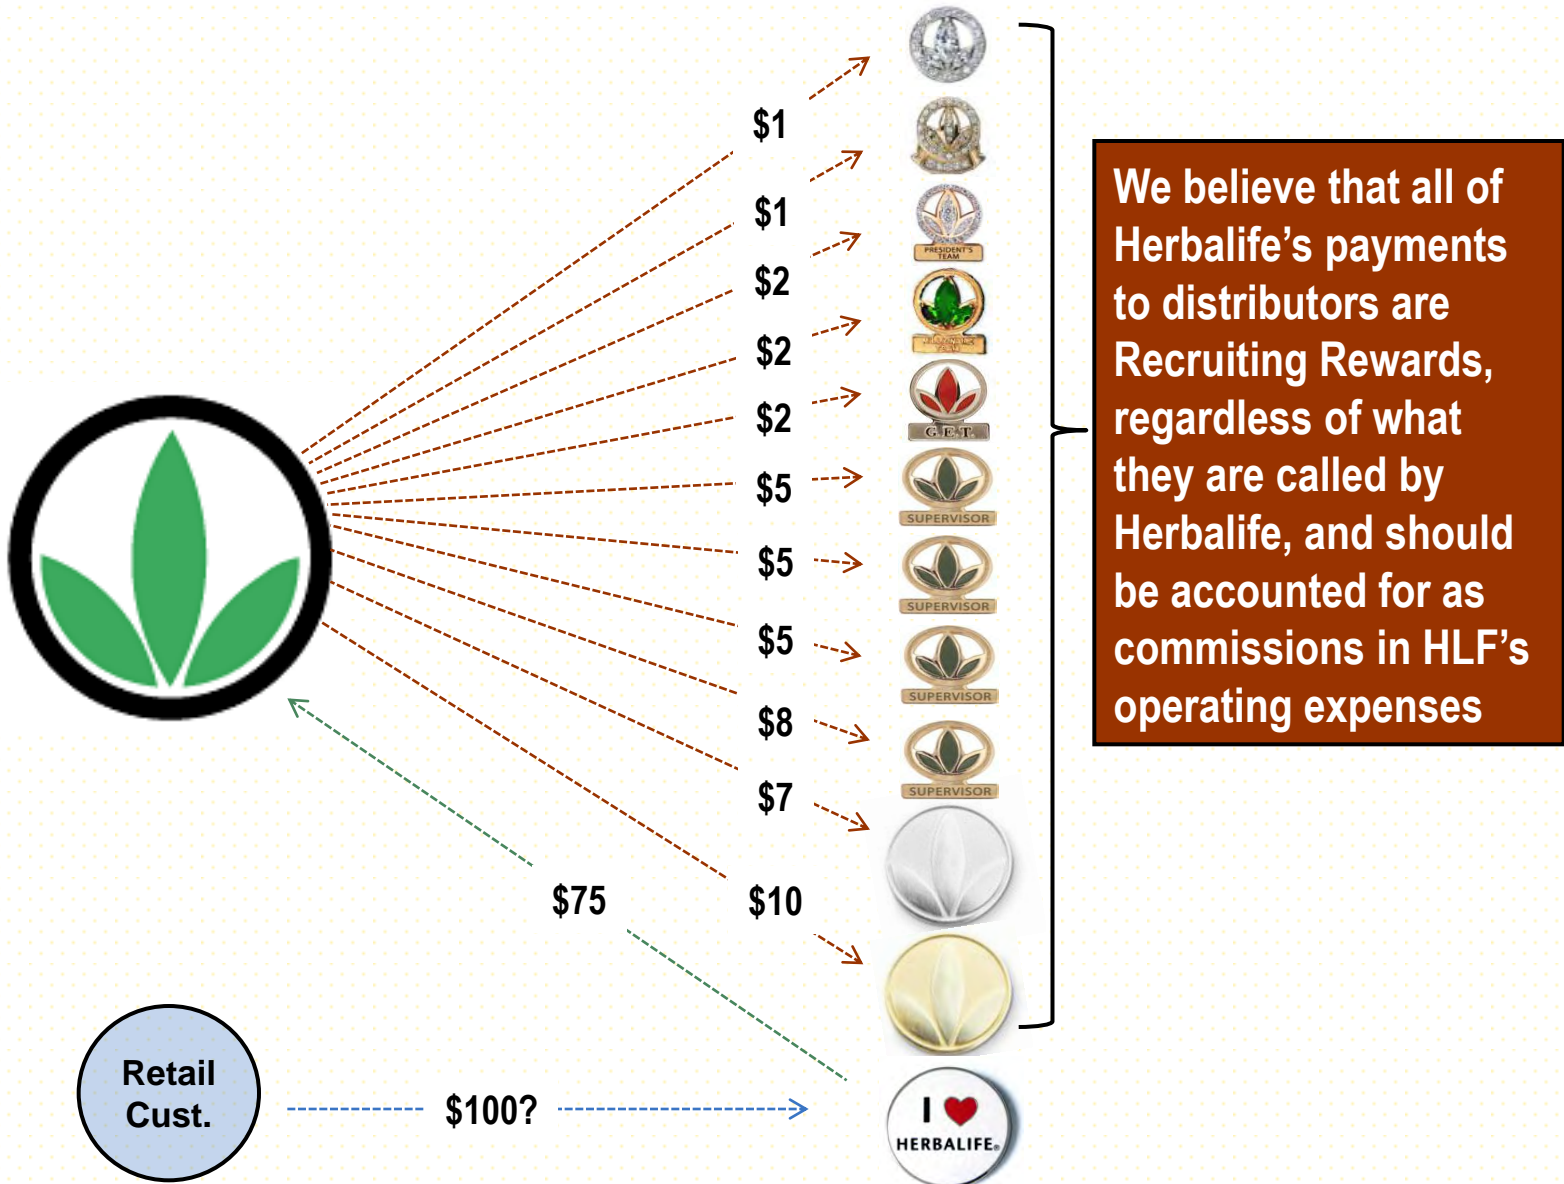 $1
$1
$2
$2
$2
$5
$5
$5
$8
$7
$10
$75
PRESIDENT'S
TEAM
G.E.T.
SUPERVISOR
SUPERVISOR
SUPERVISOR
SUPERVISOR
We believe that all of
Herbalife's payments
to distributors are
Recruiting Rewards,
regardless of what
they are called by
Herbalife, and should
be accounted for as
commissions in HLF's
operating expenses
Retail
Cust.
$100?
I ❤
HERBALIFE®